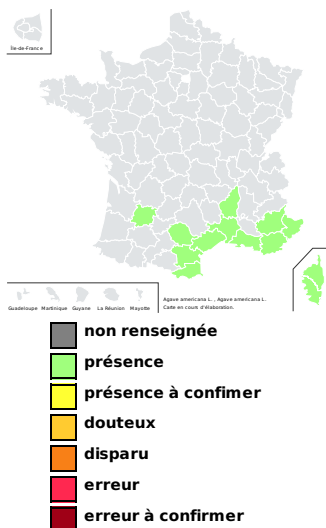 Île-de-France
Agave americana L. , Agave americana L.
Carte en cours d'élaboration.
Guadeloupe Martinique Guyane La Réunion Mayotte
non renseignée
présence
présence à confimer
douteux
disparu
erreur
erreur à confirmer